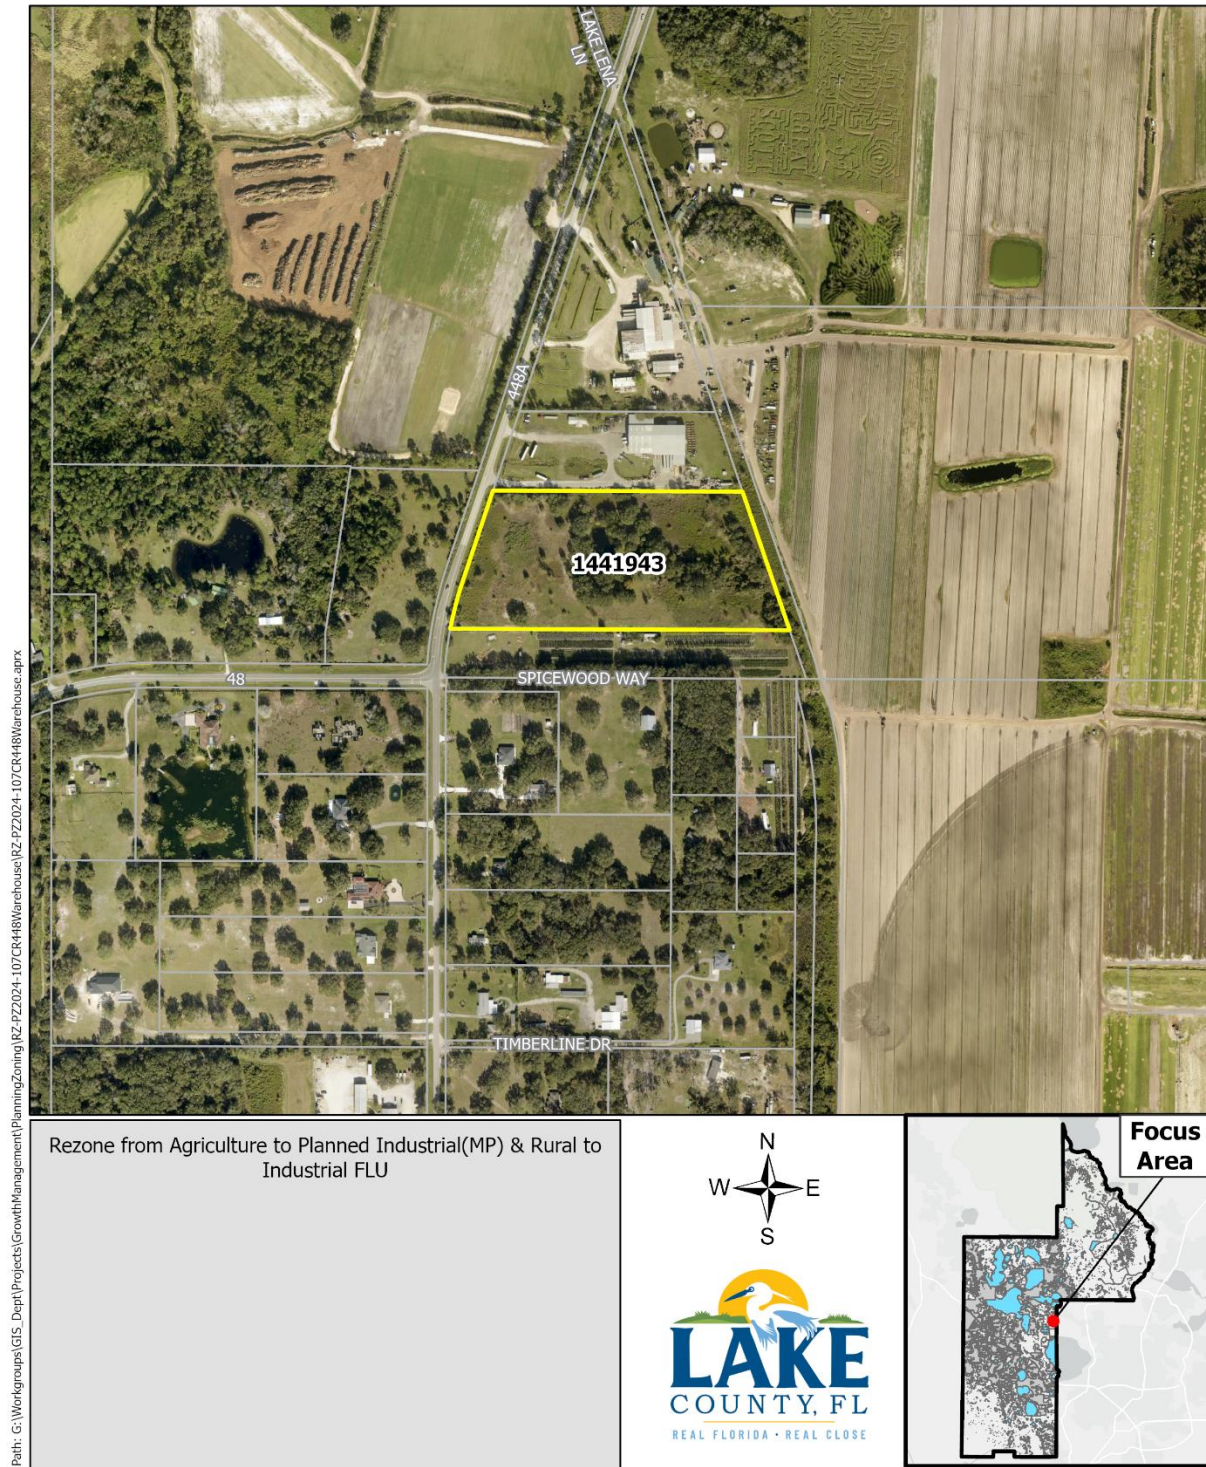 LAKE LENA
LN
448A
1441943
48
SPICEWOOD WAY
TIMBERLINE DR
Path: G:\Workgroups\GIS_Dept\Projects\GrowthManagement\PlanningZoning\RZ-PZ2024-107CR448Warehouse\RZ-PZ2024-107CR448Warehouse.aprx
Rezone from Agriculture to Planned Industrial(MP) & Rural to
Industrial FLU
N
W E
S
LAKE
COUNTY, FL
REAL FLORIDA • REAL CLOSE
Focus
Area